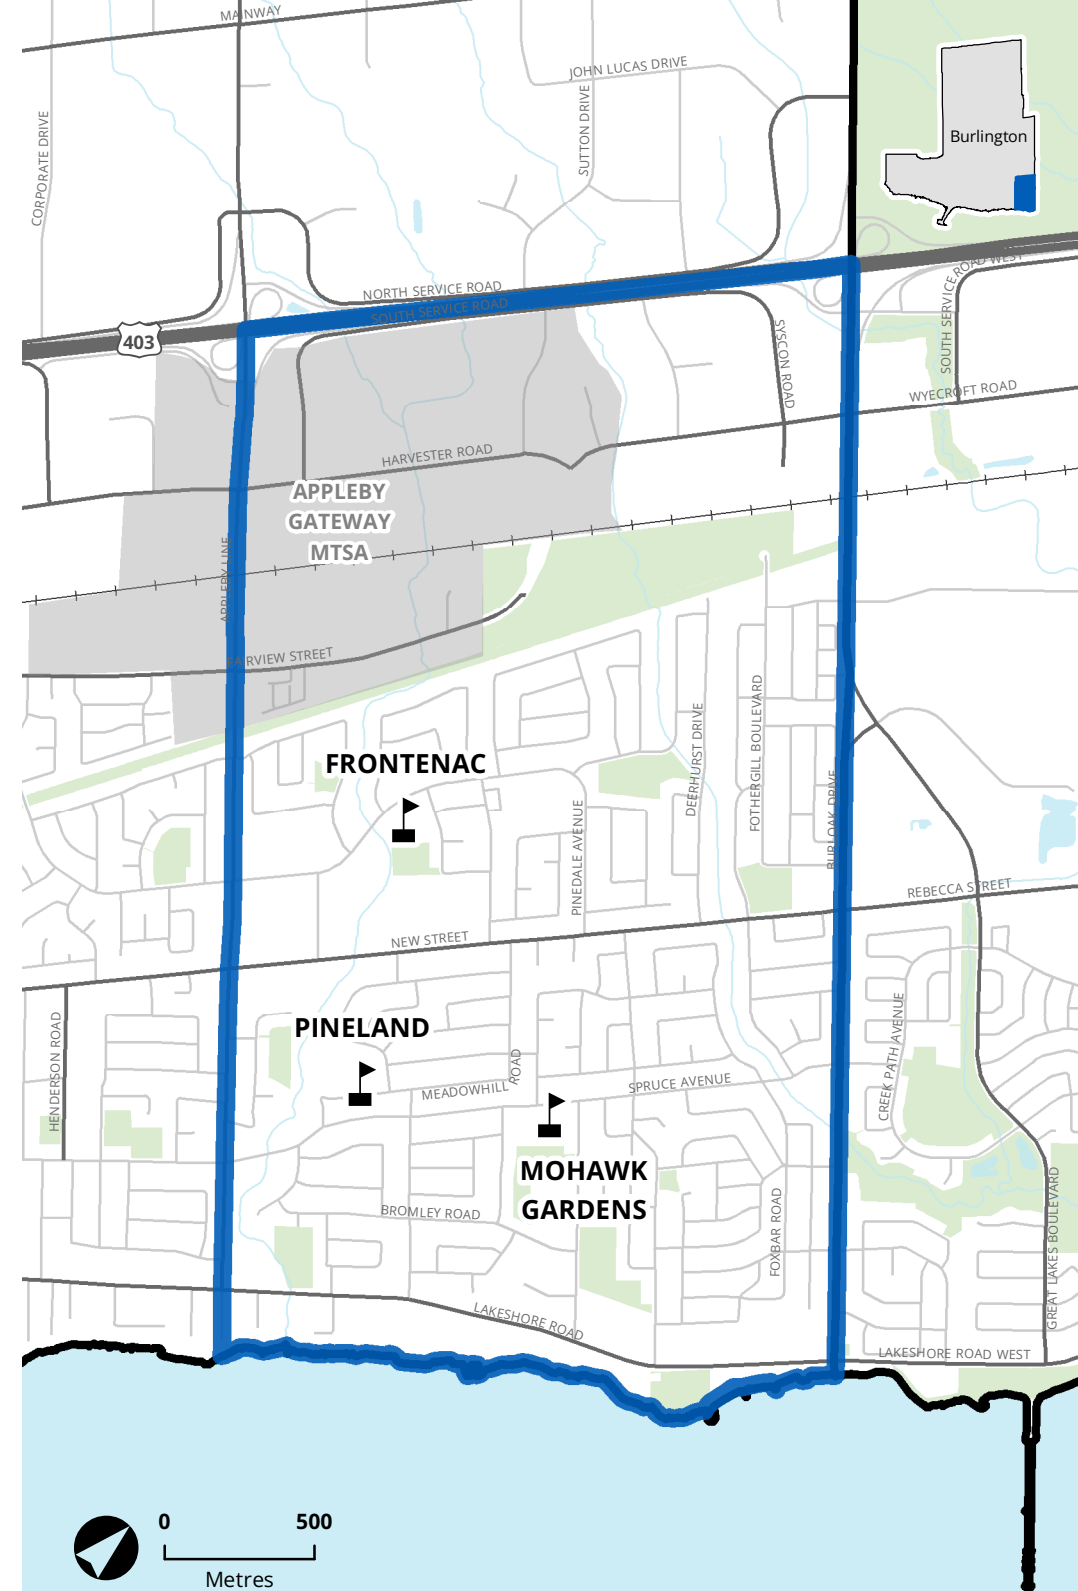 MAINWAY
JOHN LUCAS DRIVE
CORPORATE DRIVE
SUTTON DRIVE
Burlington
NORTH SERVICE ROAD
SOUTH SERVICE ROAD
SOUTH SERVICE ROAD WEST
403
SYSCON ROAD
WYECROFT ROAD
HARVESTER ROAD
APPLEBY
GATEWAY
MTSA
APPLEBY LINE
FAIRVIEW STREET
FRONTENAC
DEERHURST DRIVE
FOTHERGILL BOULEVARD
PINEDALE AVENUE
BURLOAK DRIVE
REBECCA STREET
NEW STREET
HENDERSON ROAD
PINELAND
MEADOWHILL ROAD
SPRUCE AVENUE
CREEK PATH AVENUE
MOHAWK
GARDENS
BROMLEY ROAD
FOXBAR ROAD
GREAT LAKES BOULEVARD
LAKESHORE ROAD
LAKESHORE ROAD WEST
0 500
Metres